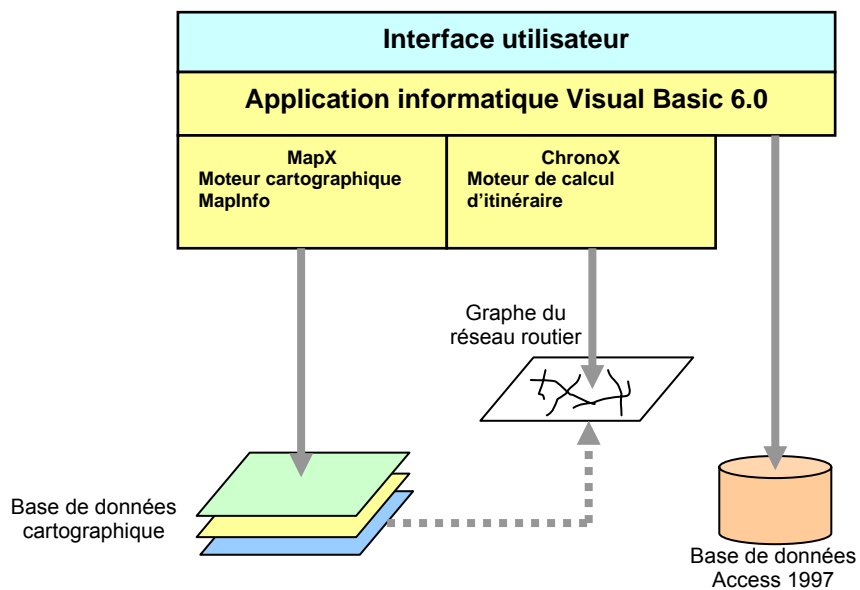 Interface utilisateur
Application informatique Visual Basic 6.0
MapX
Moteur cartographique
MapInfo
ChronoX
Moteur de calcul
d'itinéraire
Graphe du
réseau routier
Base de données
cartographique
Base de données
Access 1997